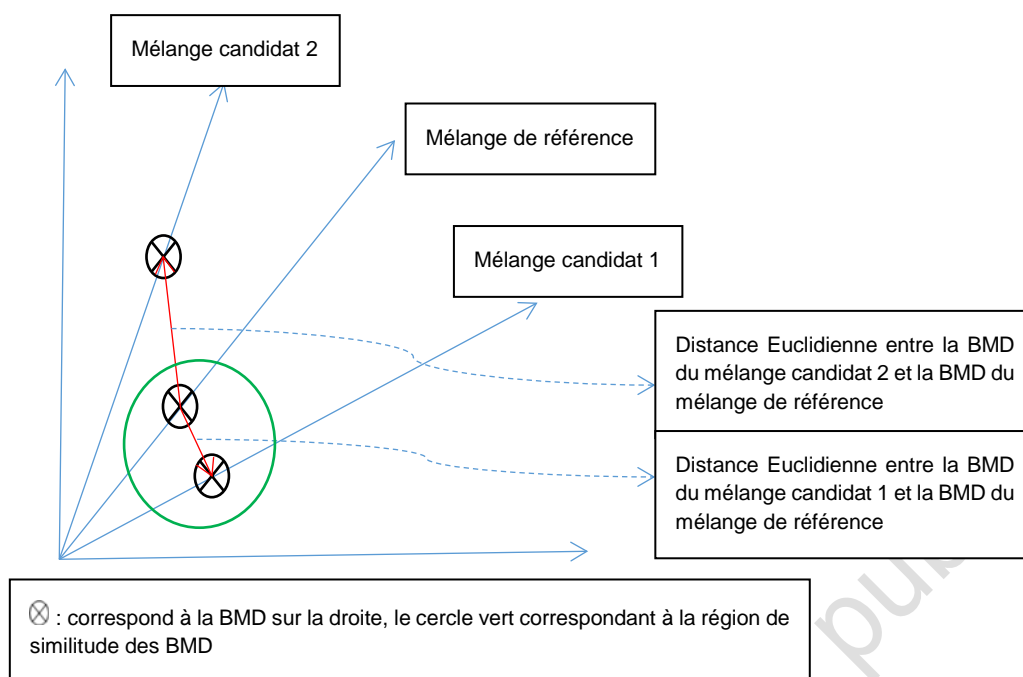 Mélange candidat 2
Mélange de référence
Mélange candidat 1
Distance Euclidienne entre la BMD
du mélange candidat 2 et la BMD du
mélange de référence
Distance Euclidienne entre la BMD
du mélange candidat 1 et la BMD du
mélange de référence
: correspond à la BMD sur la droite, le cercle vert correspondant à la région de
similitude des BMD